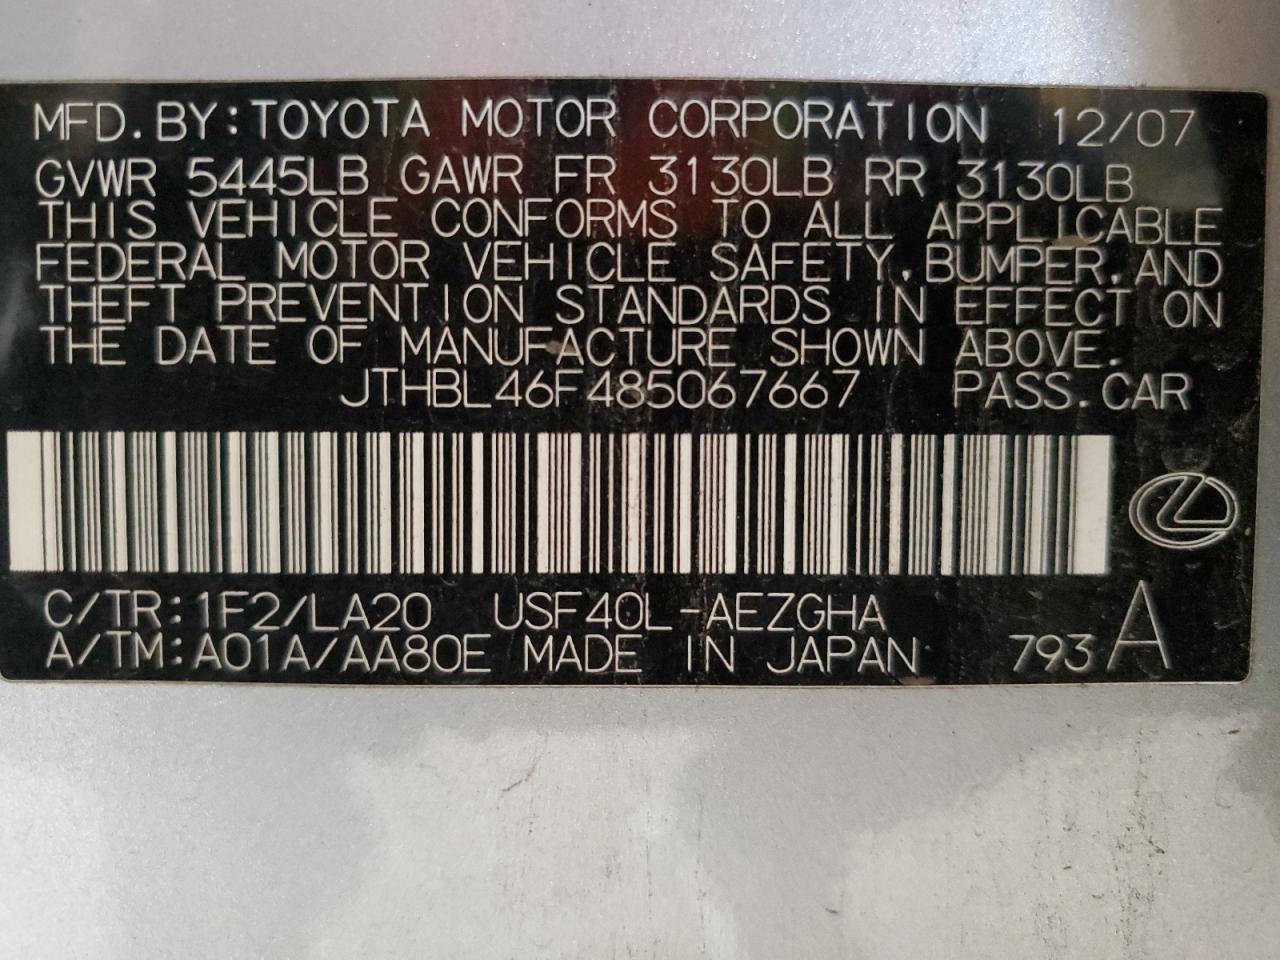 MFD. BY: TOYOTA MOTOR CORPORATION 12/07
GVWR 5445LB GAWR FR 3130LB RR 3130LB
THIS VEHICLE CONFORMS TO ALL APPLICABLE
FEDERAL MOTOR VEHICLE SAFETY, BUMPER, AND
THEFT PREVENTION STANDARDS IN EFFECT ON
THE DATE OF MANUFACTURE SHOWN ABOVE.
JTHBL46F485067667 PASS. CAR
C/TR: 1F2/LA20 USF40L-AEZGHA
A/TM: A01A/AA80E MADE IN JAPAN 793 A